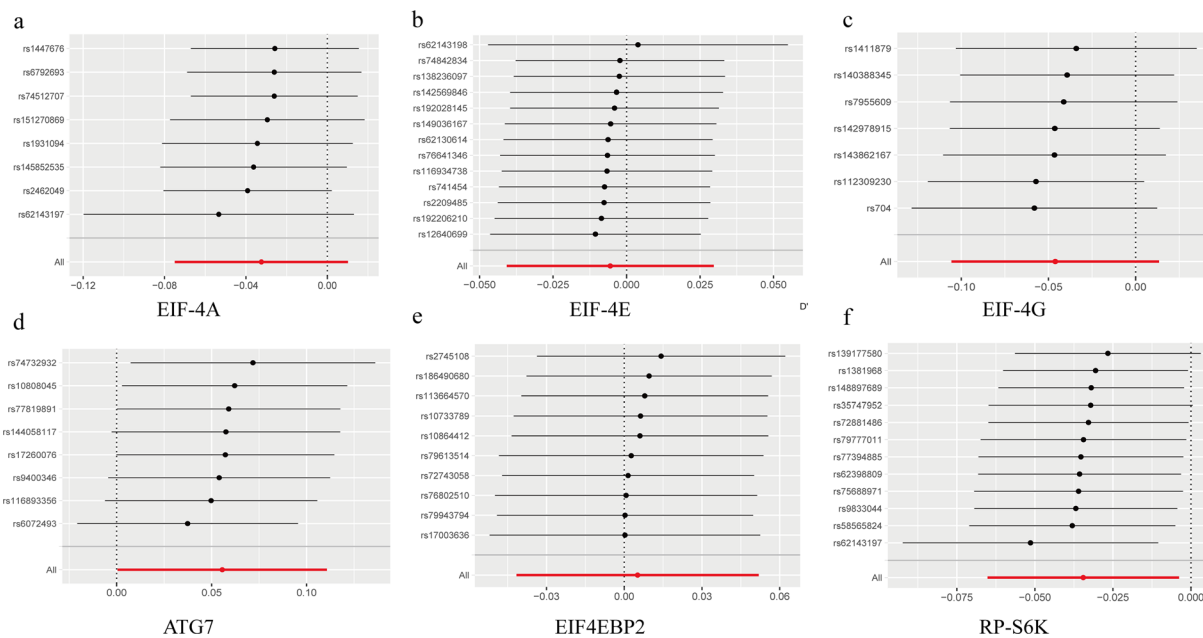 a
rs1447676
rs6792693
rs74512707
rs151270869
rs1931094
rs145852535
rs2462049
rs62143197
All
−0.12 −0.08 −0.04 0.00
EIF-4A
b
rs62143198
rs74842834
rs138236097
rs142569846
rs192028145
rs149036167
rs62130614
rs76641346
rs116934738
rs741454
rs2209485
rs192206210
rs12640699
All
−0.050 −0.025 0.000 0.025 0.050
D'
EIF-4E
c
rs1411879
rs140388345
rs7955609
rs142978915
rs143862167
rs112309230
rs704
All
−0.10 −0.05 0.00
EIF-4G
d
rs74732932
rs10808045
rs77819891
rs144058117
rs17260076
rs9400346
rs116893356
rs6072493
All
0.00 0.05 0.10
ATG7
e
rs2745108
rs186490680
rs113664570
rs10733789
rs10864412
rs79613514
rs72743058
rs76802510
rs79943794
rs17003636
All
−0.03 0.00 0.03 0.06
EIF4EBP2
f
rs139177580
rs1381968
rs148897689
rs35747952
rs72881486
rs79777011
rs77394885
rs62398809
rs75688971
rs9833044
rs58565824
rs62143197
All
−0.075 −0.050 −0.025 0.000
RP-S6K